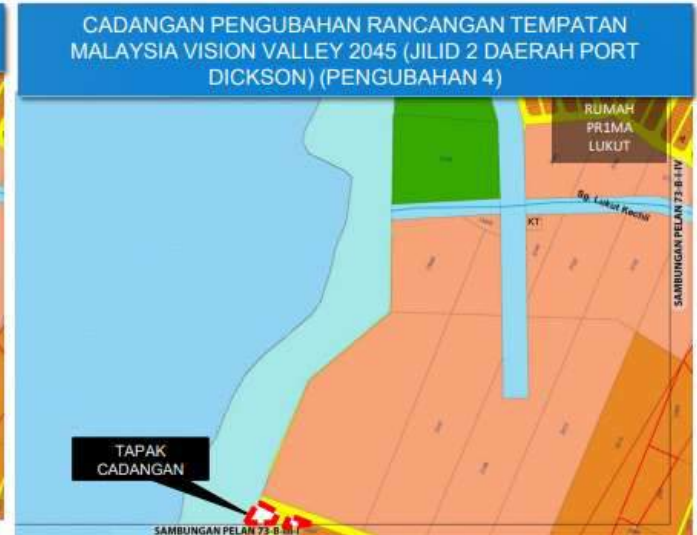 CADANGAN PENGUBAHAN RANCANGAN TEMPATAN
MALAYSIA VISION VALLEY 2045 (JILID 2 DAERAH PORT
DICKSON) (PENGUBAHAN 4)
RUMAH
PR1MA
LUKUT
Sg. Lukut Kechil
KT
SAMBUNGAN PELAN 73-B-I-IV
TAPAK
CADANGAN
SAMBUNGAN PELAN 73-B-III-I